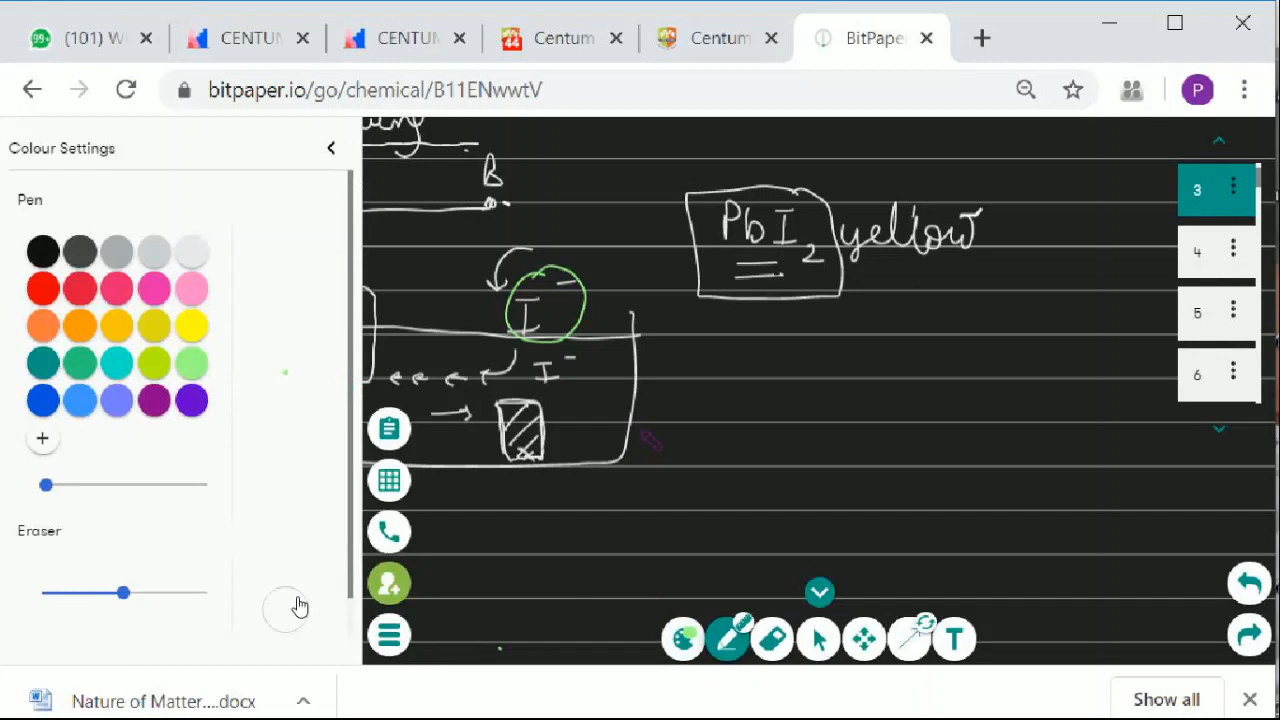 (101) W
CENTUM
CENTUM
Centum
Centum
BitPape
bitpaper.io/go/chemical/B11ENwwtV
P
Colour Settings
Pen
Eraser
B
PbI2 yellow
I⁻
I⁻
3
4
5
6
T
Nature of Matter....docx
Show all